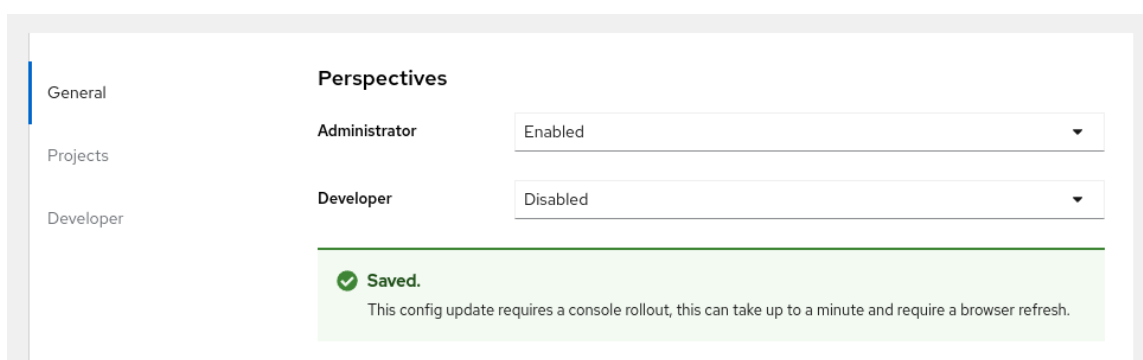 General
Projects
Developer
Perspectives
Administrator Enabled
Developer Disabled
Saved.
This config update requires a console rollout, this can take up to a minute and require a browser refresh.